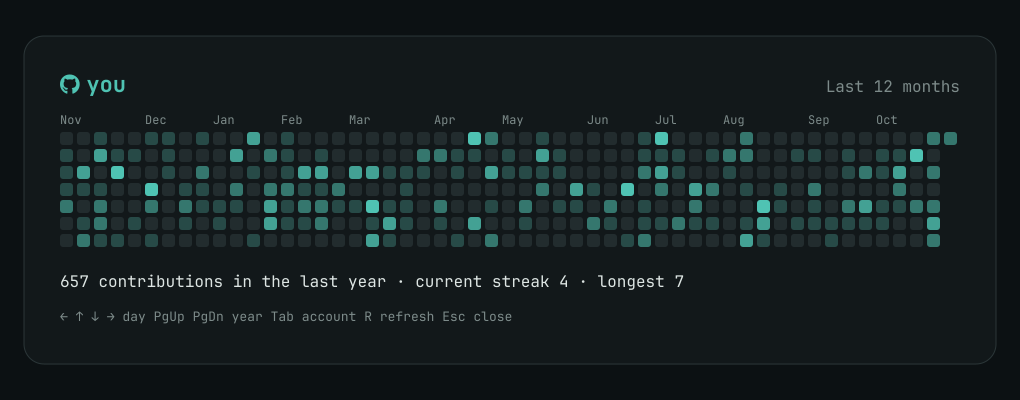 you
Last 12 months
Nov Dec Jan Feb Mar Apr May Jun Jul Aug Sep Oct
657 contributions in the last year · current streak 4 · longest 7
← ↑ ↓ → day PgUp PgDn year Tab account R refresh Esc close